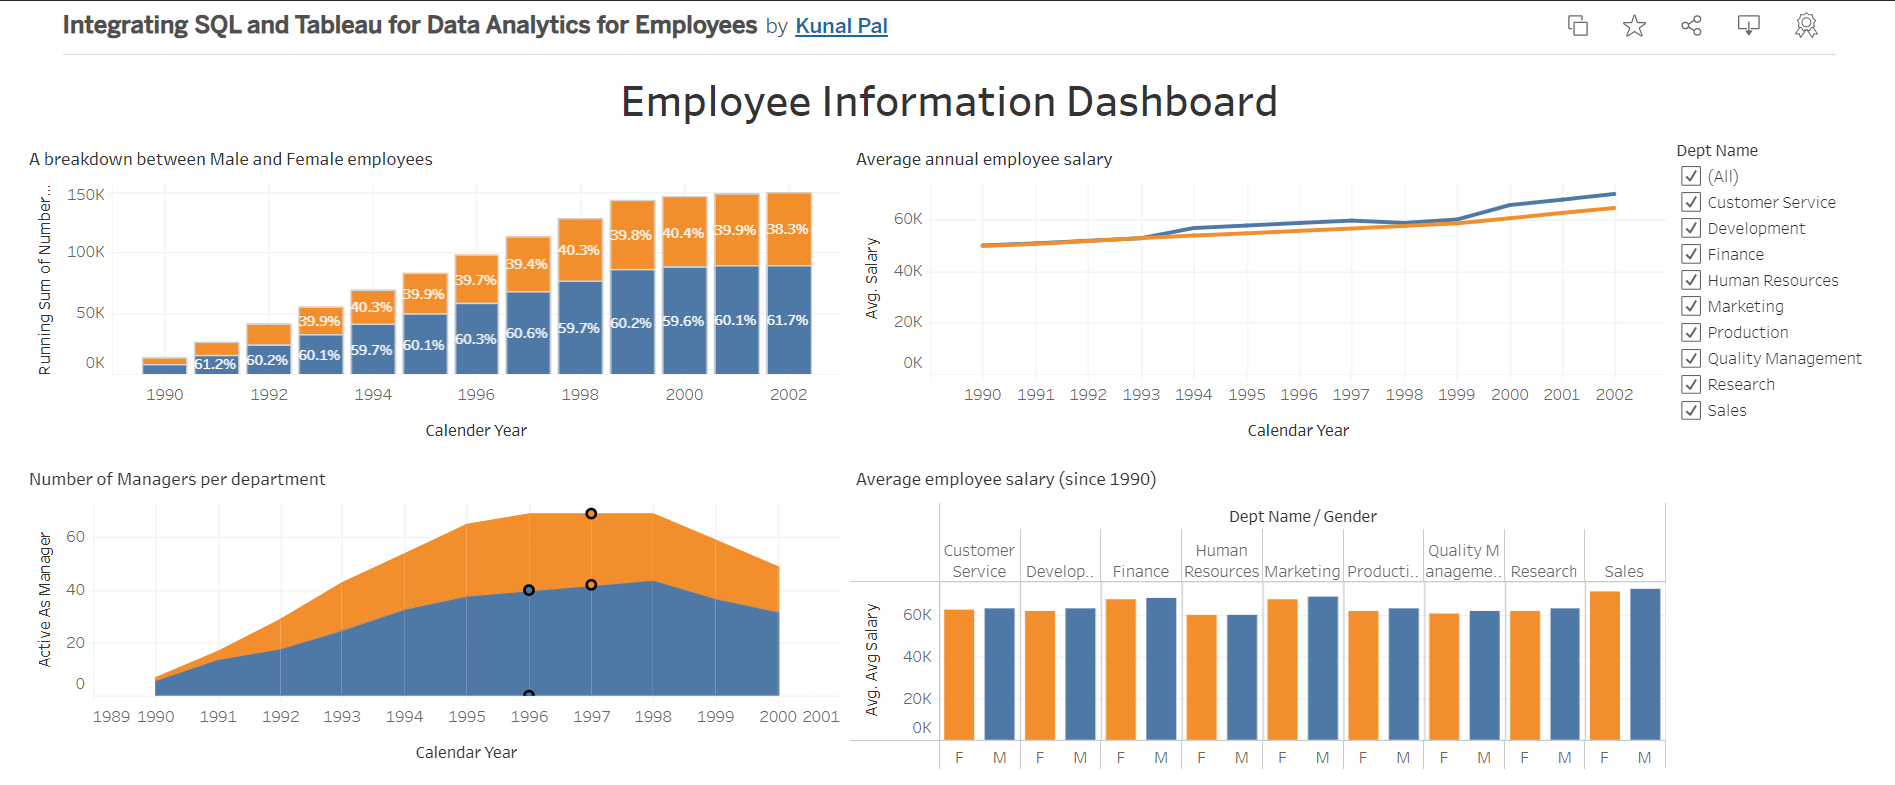 Integrating SQL and Tableau for Data Analytics for Employees by Kunal Pal
Employee Information Dashboard
A breakdown between Male and Female employees
Running Sum of Number...
150K
100K
50K
0K
61.2%
60.2%
39.9%
60.1%
40.3%
59.7%
39.9%
60.1%
39.7%
60.3%
39.4%
60.6%
40.3%
59.7%
39.8%
60.2%
40.4%
59.6%
39.9%
60.1%
38.3%
61.7%
1990 1992 1994 1996 1998 2000 2002
Calender Year
Average annual employee salary
Avg. Salary
60K
40K
20K
0K
1990 1991 1992 1993 1994 1995 1996 1997 1998 1999 2000 2001 2002
Calendar Year
Dept Name
(All)
Customer Service
Development
Finance
Human Resources
Marketing
Production
Quality Management
Research
Sales
Number of Managers per department
Active As Manager
60
40
20
0
1989 1990 1991 1992 1993 1994 1995 1996 1997 1998 1999 2000 2001
Calendar Year
Average employee salary (since 1990)
Dept Name / Gender
Customer Service
Develop..
Finance
Human Resources
Marketing
Producti..
Quality M
anageme..
Research
Sales
Avg. Avg Salary
60K
40K
20K
0K
F M F M F M F M F M F M F M F M F M